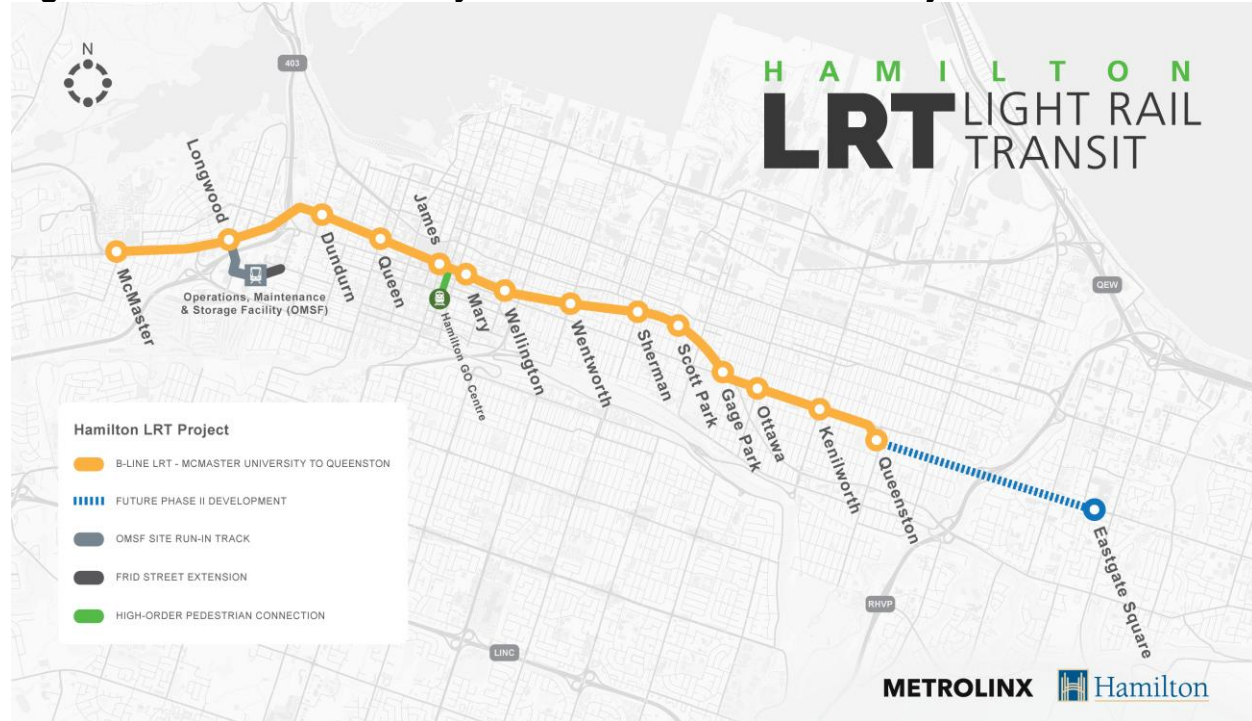 N
403
HAMILTON
LRT LIGHT RAIL
TRANSIT
Longwood
James
McMaster
Operations, Maintenance
& Storage Facility (OMSF)
Dundurn
Queen
Hamilton GO Centre
Mary
Wellington
Wentworth
Sherman
Scott Park
Gage Park
Ottawa
Kenilworth
Queenston
Eastgate Square
QEW
RHVP
LINC
Hamilton LRT Project
B-LINE LRT - MCMASTER UNIVERSITY TO QUEENSTON
FUTURE PHASE II DEVELOPMENT
OMSF SITE RUN-IN TRACK
FRID STREET EXTENSION
HIGH-ORDER PEDESTRIAN CONNECTION
METROLINX
Hamilton